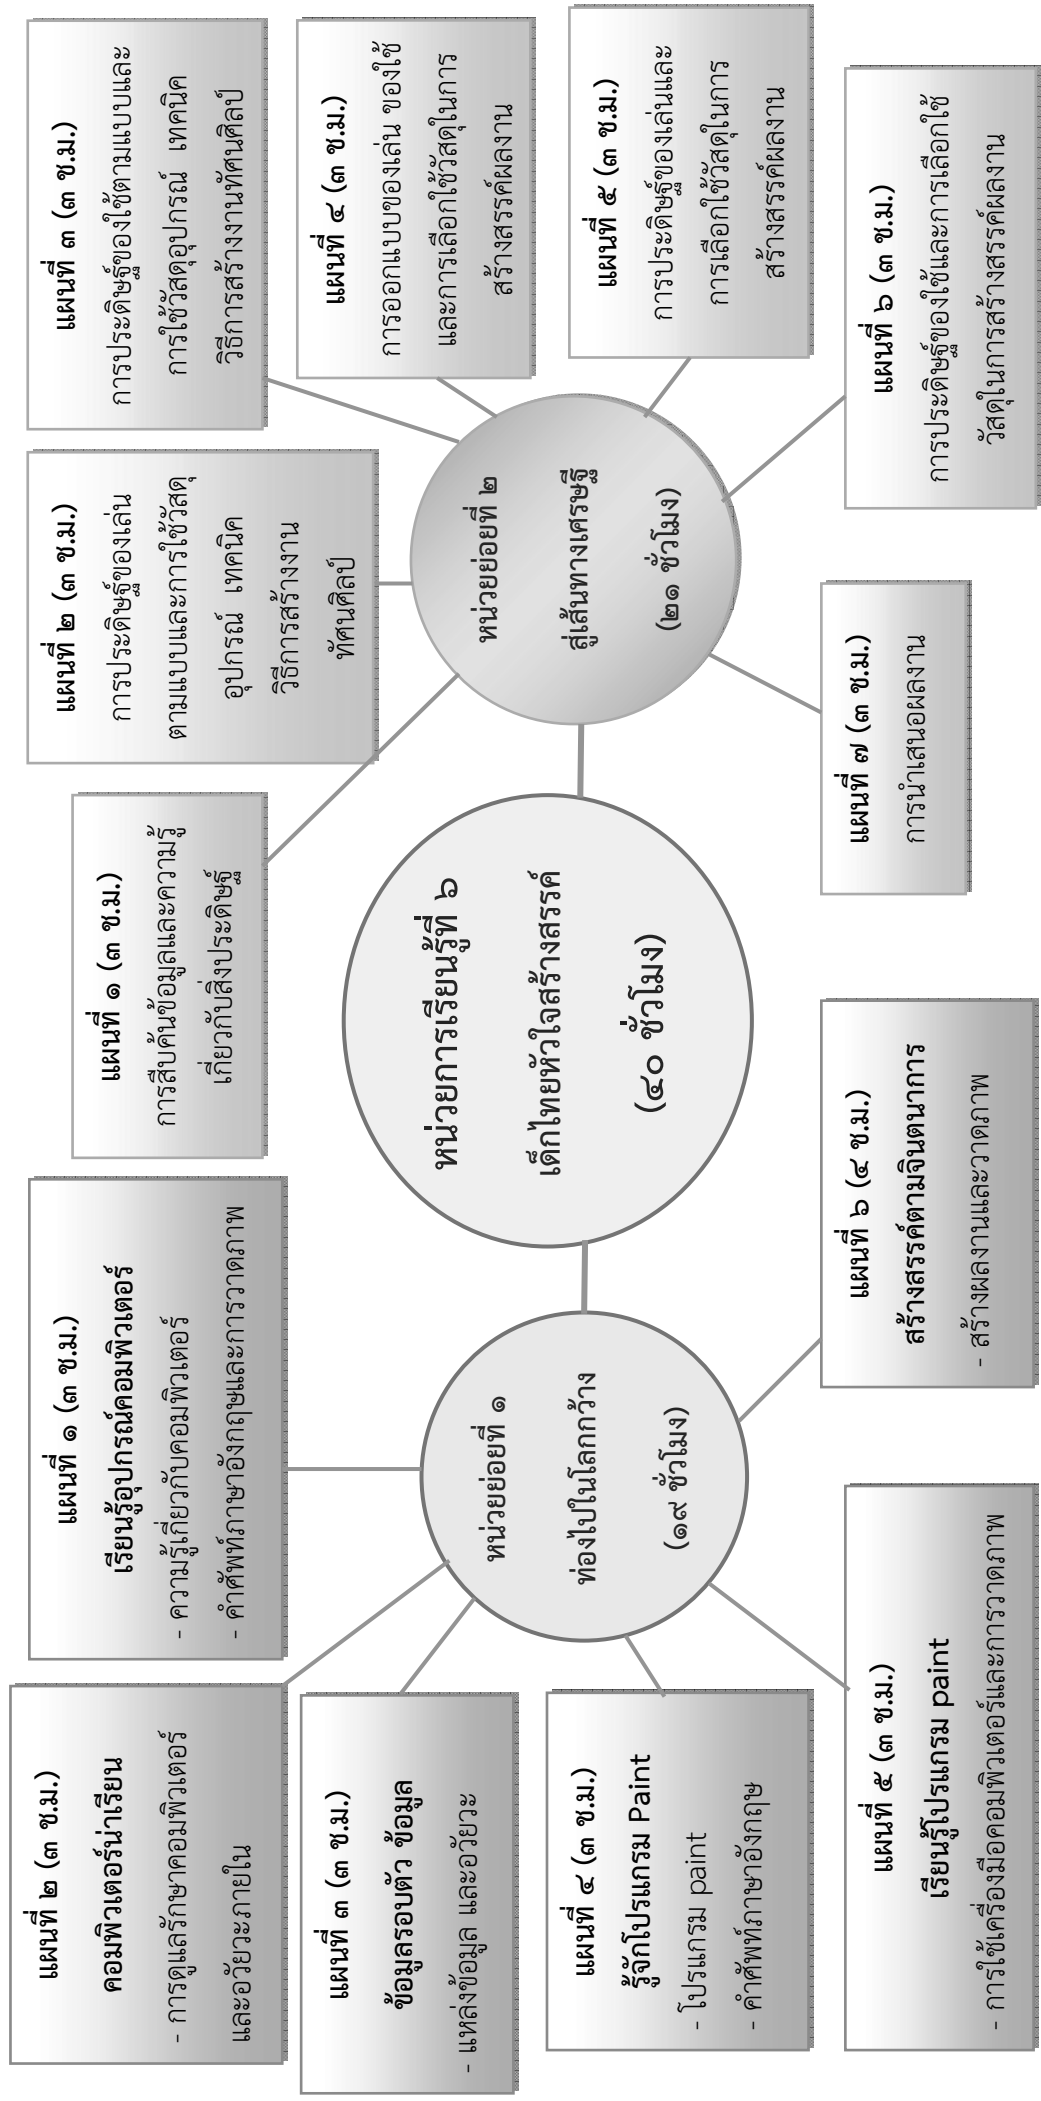 หน่วยการเรียนรู้ที่ ๖
เด็กไทยหัวใจสร้างสรรค์
(๔๐ ชั่วโมง)
หน่วยย่อยที่ ๑
ท่องไปในโลกกว้าง
(๑๙ ชั่วโมง)
แผนที่ ๑ (๓ ช.ม.)
เรียนรู้อุปกรณ์คอมพิวเตอร์
- ความรู้เกี่ยวกับคอมพิวเตอร์
- คำศัพท์ภาษาอังกฤษและการวาดภาพ
แผนที่ ๒ (๓ ช.ม.)
คอมพิวเตอร์น่าเรียน
- การดูแลรักษาคอมพิวเตอร์
และอวัยวะภายใน
แผนที่ ๓ (๓ ช.ม.)
ข้อมูลรอบตัว ข้อมูล
- แหล่งข้อมูล และอวัยวะ
แผนที่ ๔ (๓ ช.ม.)
รู้จักโปรแกรม Paint
- โปรแกรม paint
- คำศัพท์ภาษาอังกฤษ
แผนที่ ๕ (๓ ช.ม.)
เรียนรู้โปรแกรม paint
- การใช้เครื่องมือคอมพิวเตอร์และการวาดภาพ
แผนที่ ๖ (๔ ช.ม.)
สร้างสรรค์ตามจินตนาการ
- สร้างผลงานและวาดภาพ
หน่วยย่อยที่ ๒
สู่เส้นทางเศรษฐี
(๒๑ ชั่วโมง)
แผนที่ ๑ (๓ ช.ม.)
การสืบค้นข้อมูลและความรู้
เกี่ยวกับสิ่งประดิษฐ์
แผนที่ ๒ (๓ ช.ม.)
การประดิษฐ์ของเล่น
ตามแบบและการใช้วัสดุ
อุปกรณ์ เทคนิค
วิธีการสร้างงาน
ทัศนศิลป์
แผนที่ ๓ (๓ ช.ม.)
การประดิษฐ์ของใช้ตามแบบและ
การใช้วัสดุอุปกรณ์ เทคนิค
วิธีการสร้างงานทัศนศิลป์
แผนที่ ๔ (๓ ช.ม.)
การออกแบบของเล่น ของใช้
และการเลือกใช้วัสดุในการ
สร้างสรรค์ผลงาน
แผนที่ ๕ (๓ ช.ม.)
การประดิษฐ์ของเล่นและ
การเลือกใช้วัสดุในการ
สร้างสรรค์ผลงาน
แผนที่ ๖ (๓ ช.ม.)
การประดิษฐ์ของใช้และการเลือกใช้
วัสดุในการสร้างสรรค์ผลงาน
แผนที่ ๗ (๓ ช.ม.)
การนำเสนอผลงาน